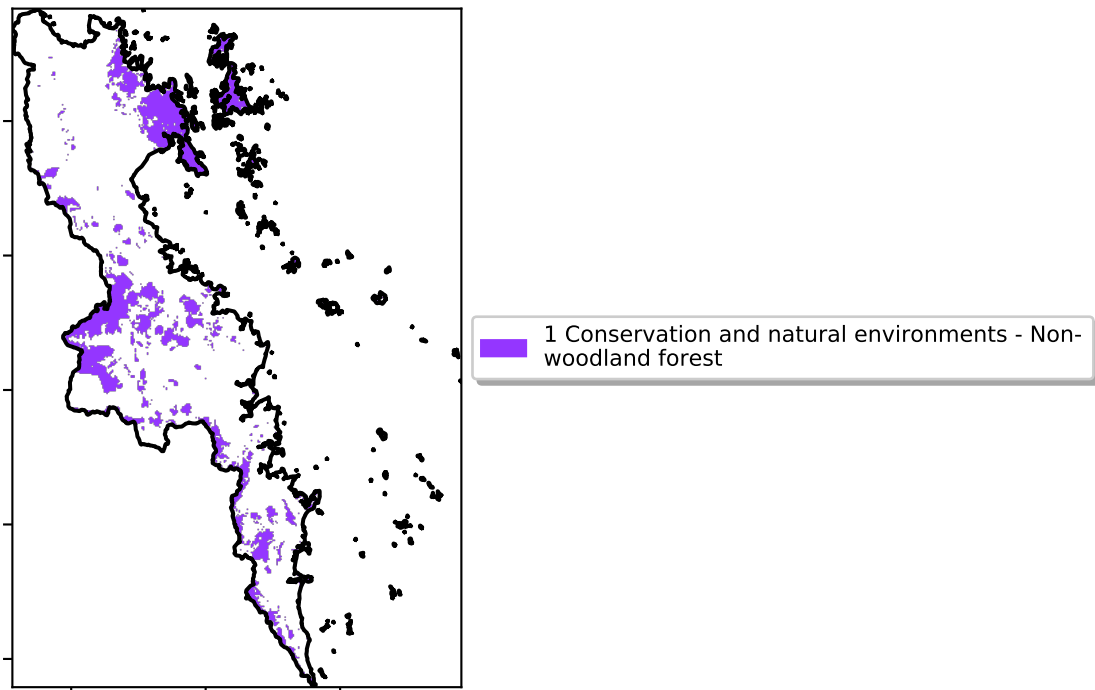 1 Conservation and natural environments - Non-
woodland forest